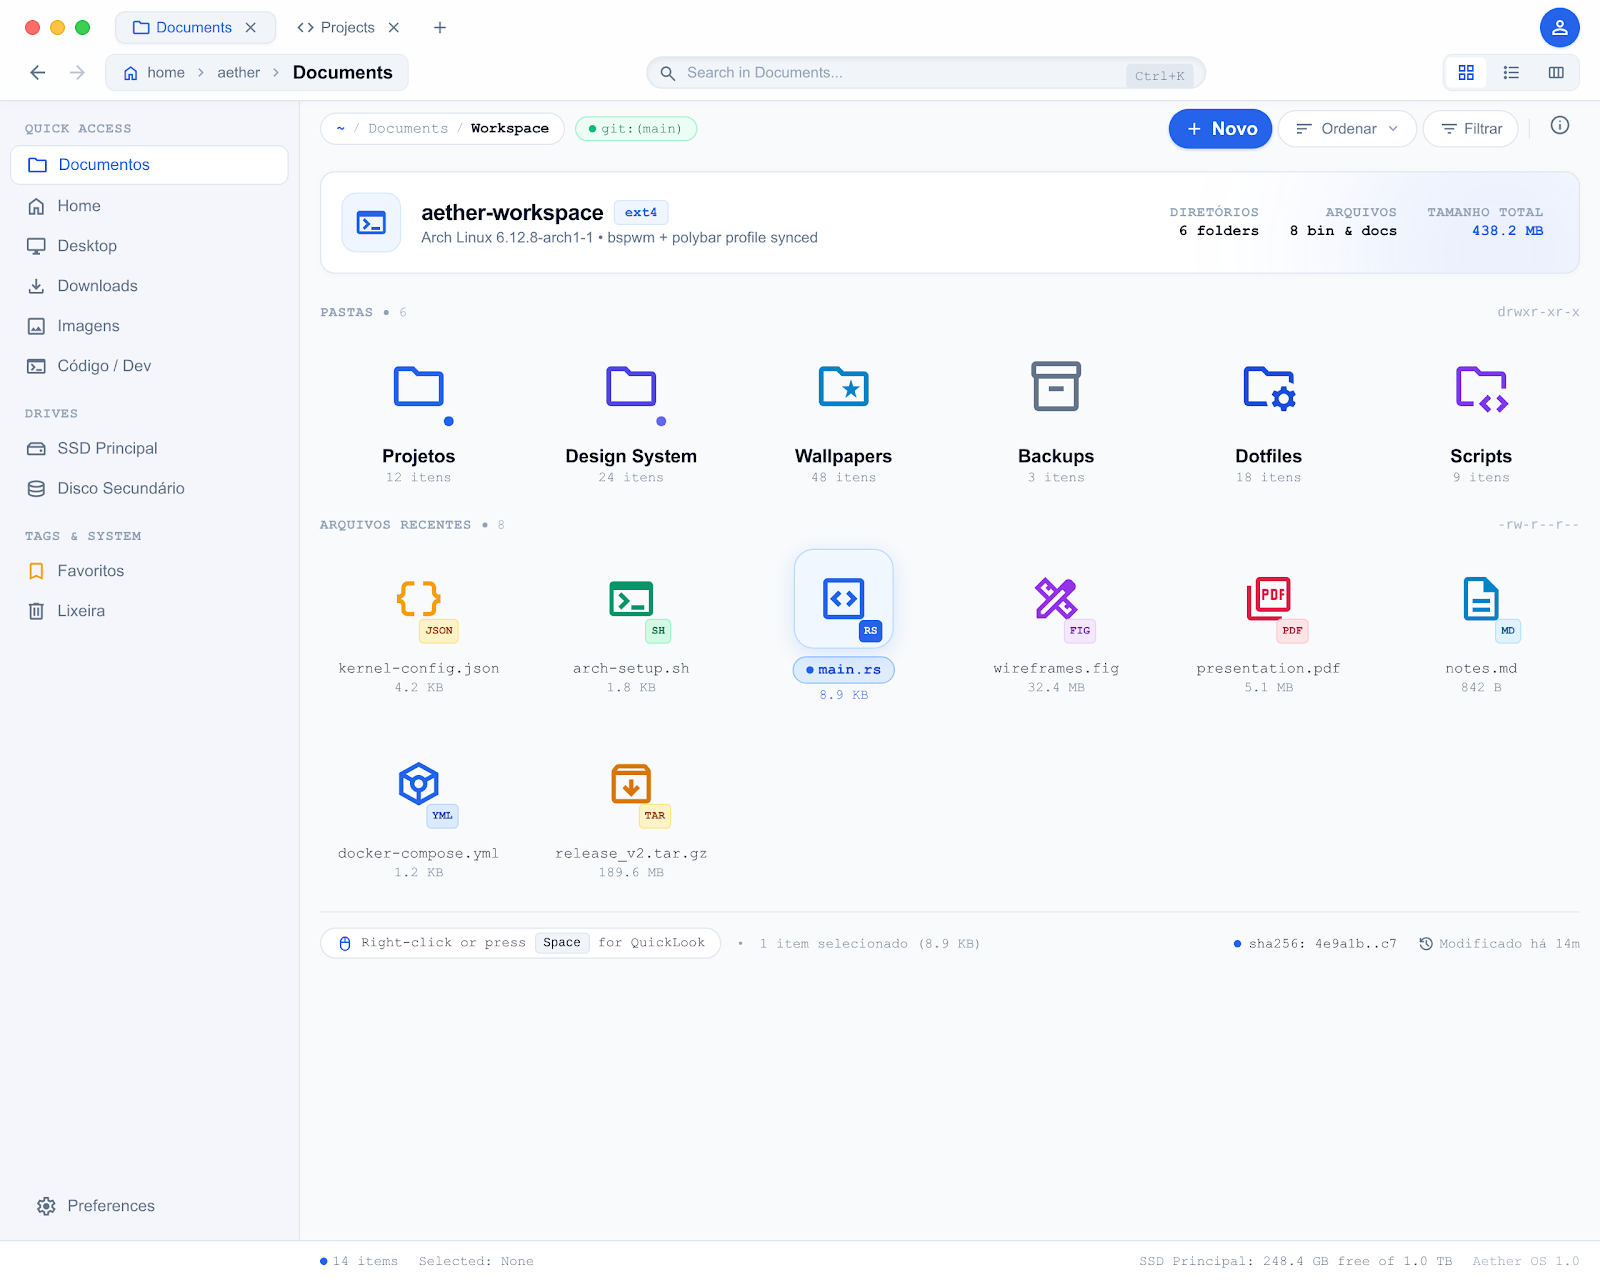 Documents
Projects
home
aether
Documents
Search in Documents...
Ctrl+K
QUICK ACCESS
Documentos
Home
Desktop
Downloads
Imagens
Código / Dev
DRIVES
SSD Principal
Disco Secundário
TAGS & SYSTEM
Favoritos
Lixeira
Preferences
~ / Documents / Workspace
git:(main)
Novo
Ordenar
Filtrar
aether-workspace
ext4
Arch Linux 6.12.8-arch1-1 • bspwm + polybar profile synced
DIRETÓRIOS
6 folders
ARQUIVOS
8 bin & docs
TAMANHO TOTAL
438.2 MB
PASTAS • 6
drwxr-xr-x
Projetos
12 itens
Design System
24 itens
Wallpapers
48 itens
Backups
3 itens
Dotfiles
18 itens
Scripts
9 itens
ARQUIVOS RECENTES • 8
-rw-r--r--
JSON
kernel-config.json
4.2 KB
SH
arch-setup.sh
1.8 KB
RS
main.rs
8.9 KB
FIG
wireframes.fig
32.4 MB
PDF
PDF
presentation.pdf
5.1 MB
MD
notes.md
842 B
YML
docker-compose.yml
1.2 KB
TAR
release_v2.tar.gz
189.6 MB
Right-click or press Space for QuickLook
• 1 item selecionado (8.9 KB)
sha256: 4e9a1b..c7
Modificado há 14m
14 items
Selected: None
SSD Principal: 248.4 GB free of 1.0 TB
Aether OS 1.0